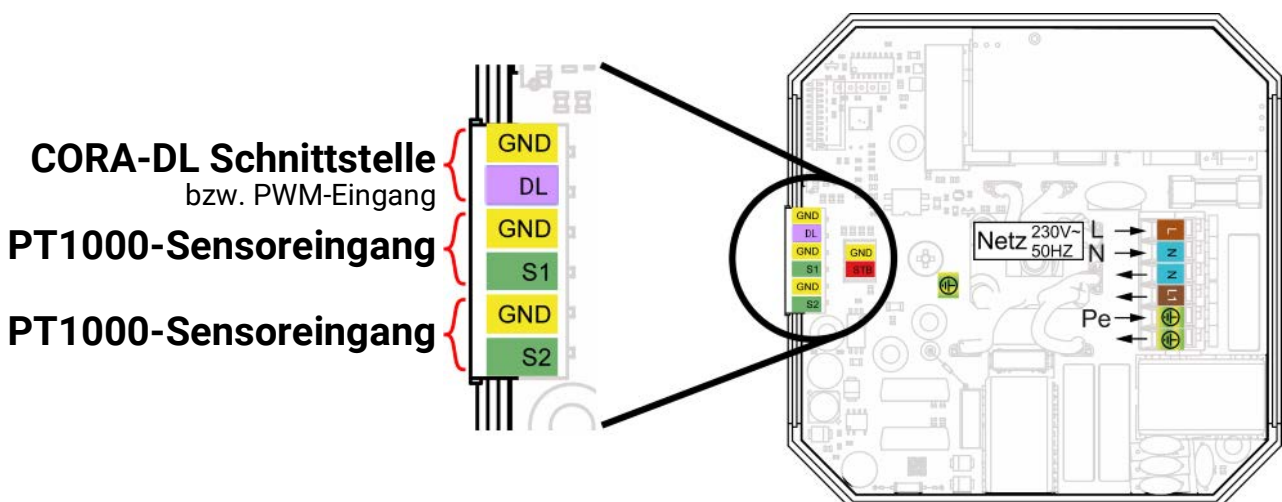 CORA-DL Schnittstelle
bzw. PWM-Eingang
PT1000-Sensoreingang
PT1000-Sensoreingang
GND
DL
GND
S1
GND
S2
GND
DL
GND
S1
GND
S2
GND
STB
Netz 230V~
50HZ
L
N
Pe
L
N
N
L1